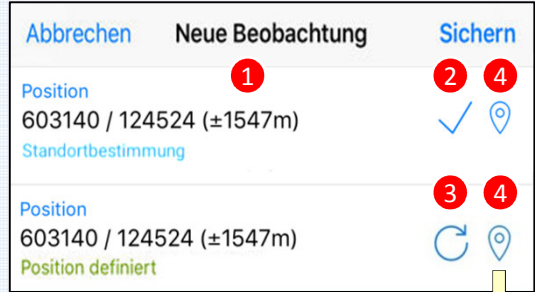 Abbrechen Neue Beobachtung Sichern
1 2 4
Position
603140 / 124524 (±1547m)
Standortbestimmung
3 4
Position
603140 / 124524 (±1547m)
Position definiert